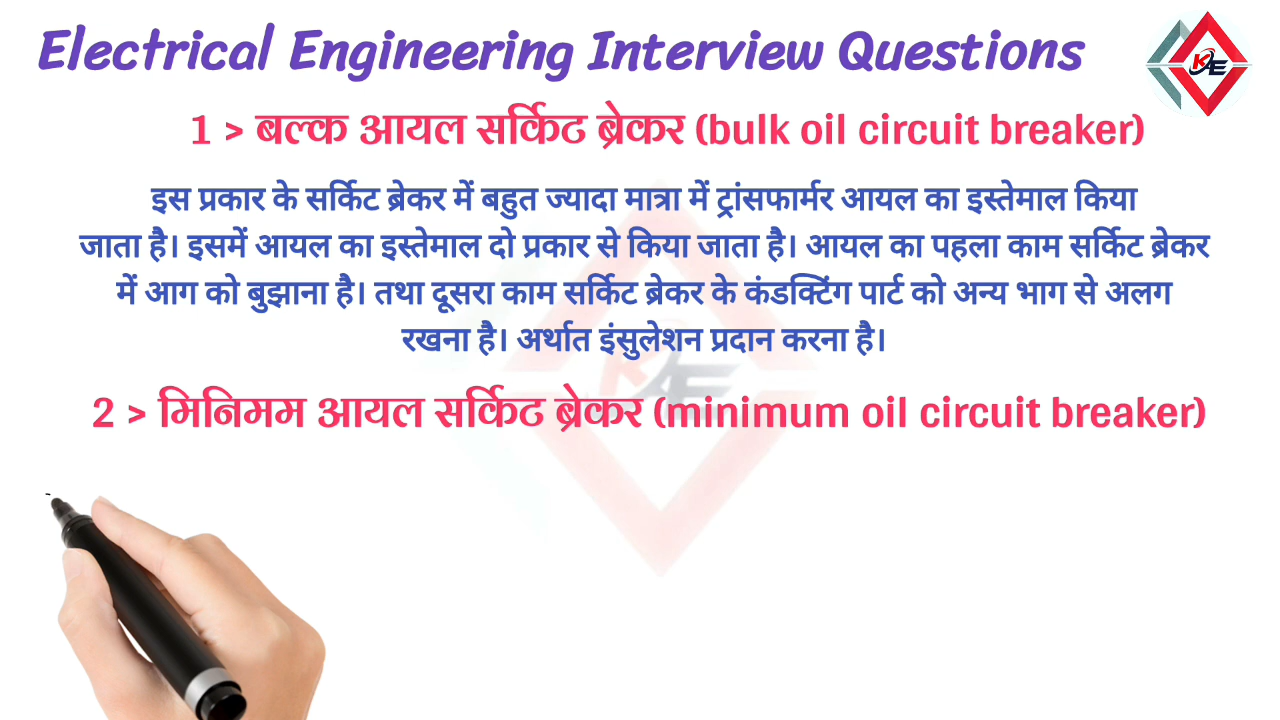 Electrical Engineering Interview Questions
KAE
1 > बल्क आयल सर्किट ब्रेकर (bulk oil circuit breaker)
इस प्रकार के सर्किट ब्रेकर में बहुत ज्यादा मात्रा में ट्रांसफार्मर आयल का इस्तेमाल किया
जाता है। इसमें आयल का इस्तेमाल दो प्रकार से किया जाता है। आयल का पहला काम सर्किट ब्रेकर
में आग को बुझाना है। तथा दूसरा काम सर्किट ब्रेकर के कंडक्टिंग पार्ट को अन्य भाग से अलग
रखना है। अर्थात इंसुलेशन प्रदान करना है।
KAE
2 > मिनिमम आयल सर्किट ब्रेकर (minimum oil circuit breaker)